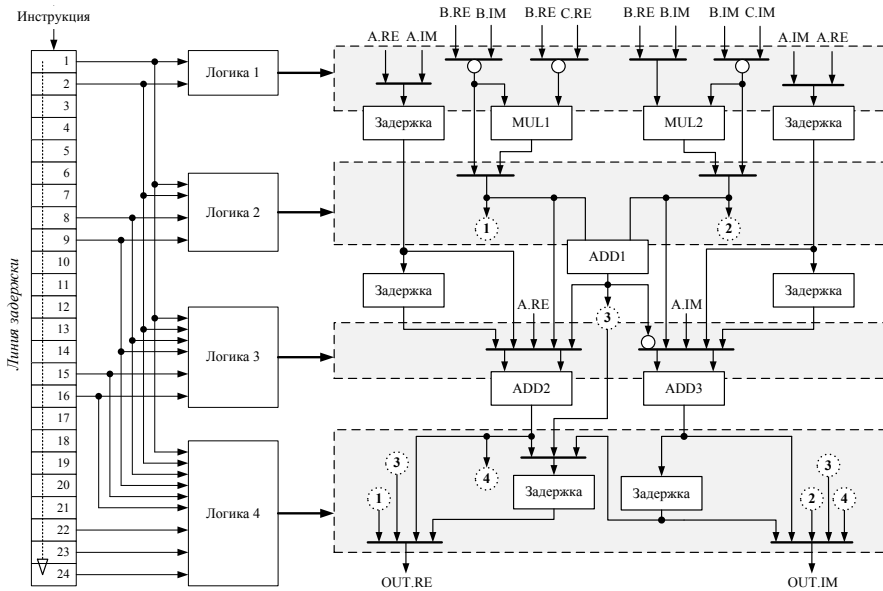 Инструкция
Линия задержки
1
2
3
4
5
6
7
8
9
10
11
12
13
14
15
16
17
18
19
20
21
22
23
24
Логика 1
Логика 2
Логика 3
Логика 4
A.RE A.IM
B.RE B.IM
B.RE C.RE
B.RE B.IM
B.IM C.IM
A.IM A.RE
Задержка
MUL1
MUL2
Задержка
1
2
ADD1
Задержка
Задержка
A.RE
3
A.IM
ADD2
ADD3
3
4
3
1
Задержка
Задержка
2
4
OUT.RE
OUT.IM